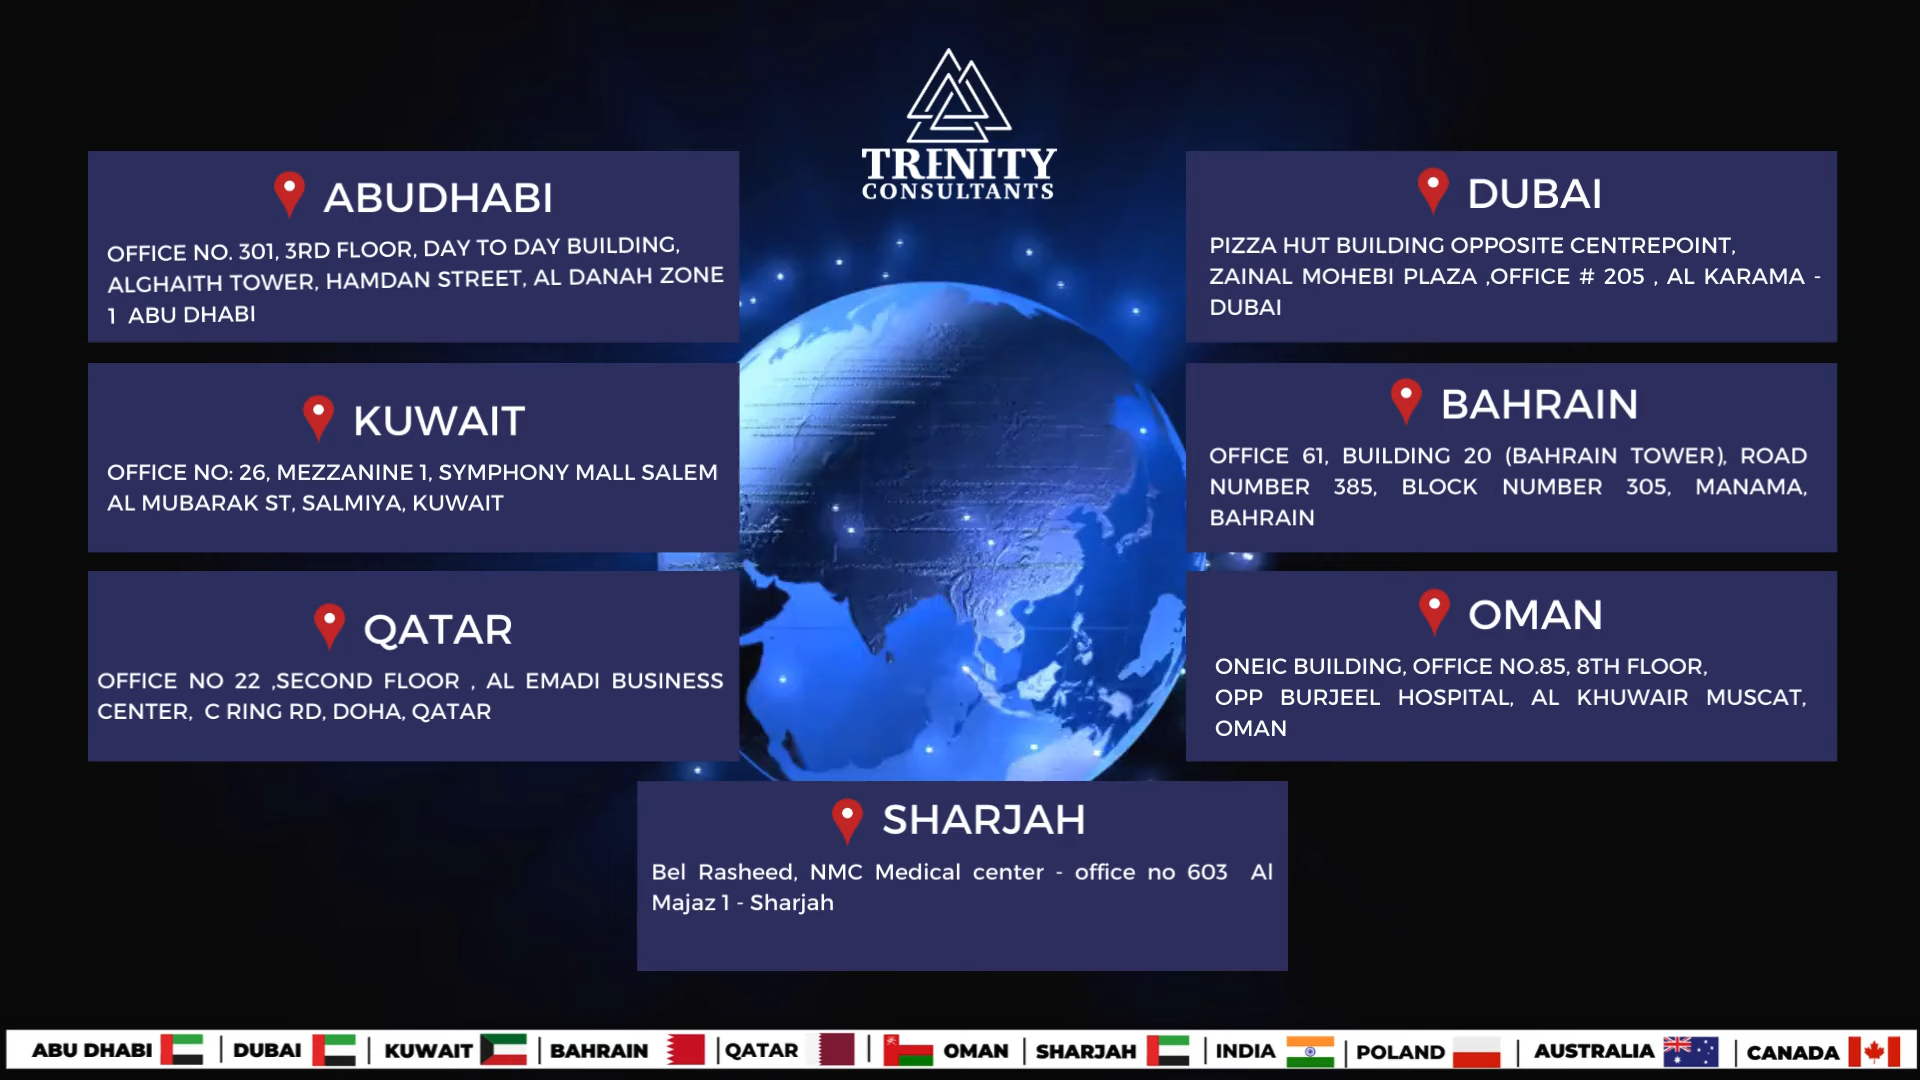 TRENITY
CONSULTANTS
ABUDHABI
OFFICE NO. 301, 3RD FLOOR, DAY TO DAY BUILDING,
ALGHAITH TOWER, HAMDAN STREET, AL DANAH ZONE
1 ABU DHABI
DUBAI
PIZZA HUT BUILDING OPPOSITE CENTREPOINT,
ZAINAL MOHEBI PLAZA ,OFFICE # 205 , AL KARAMA -
DUBAI
KUWAIT
OFFICE NO: 26, MEZZANINE 1, SYMPHONY MALL SALEM
AL MUBARAK ST, SALMIYA, KUWAIT
BAHRAIN
OFFICE 61, BUILDING 20 (BAHRAIN TOWER), ROAD
NUMBER 385, BLOCK NUMBER 305, MANAMA,
BAHRAIN
QATAR
OFFICE NO 22 ,SECOND FLOOR , AL EMADI BUSINESS
CENTER, C RING RD, DOHA, QATAR
OMAN
ONEIC BUILDING, OFFICE NO.85, 8TH FLOOR,
OPP BURJEEL HOSPITAL, AL KHUWAIR MUSCAT,
OMAN
SHARJAH
Bel Rasheed, NMC Medical center - office no 603 Al
Majaz 1 - Sharjah
ABU DHABI | DUBAI | KUWAIT | BAHRAIN | QATAR | OMAN | SHARJAH | INDIA | POLAND | AUSTRALIA | CANADA